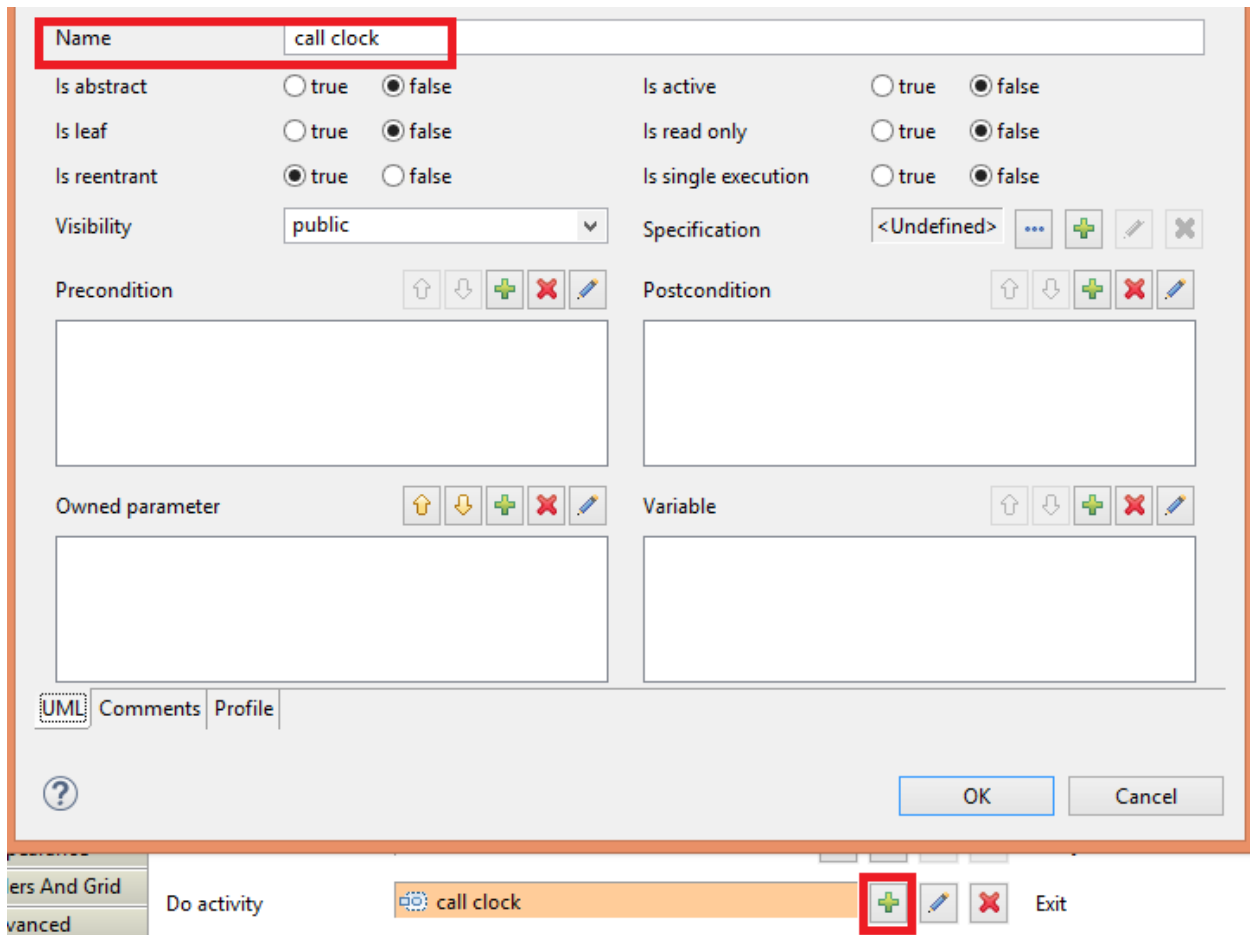 Name call clock
Is abstract true false Is active true false
Is leaf true false Is read only true false
Is reentrant true false Is single execution true false
Visibility public Specification <Undefined>
Precondition Postcondition
Owned parameter Variable
UML Comments Profile
OK Cancel
ers And Grid
Do activity call clock Exit
vanced